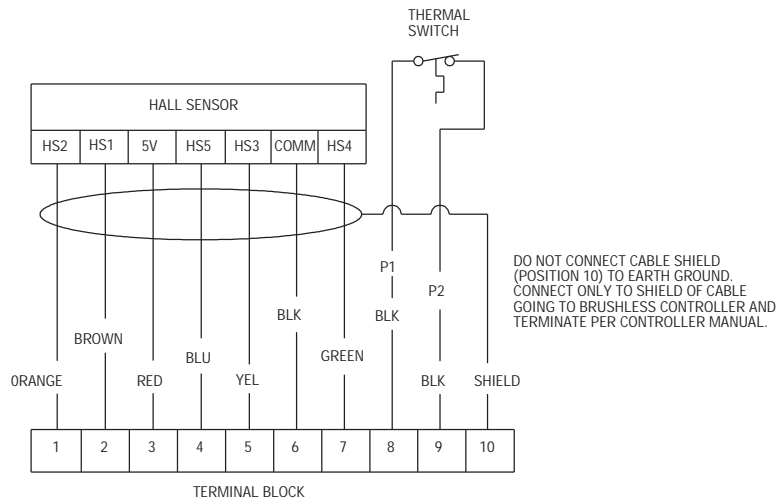 THERMAL
SWITCH
HALL SENSOR
HS2 HS1 5V HS5 HS3 COMM HS4
DO NOT CONNECT CABLE SHIELD
(POSITION 10) TO EARTH GROUND.
CONNECT ONLY TO SHIELD OF CABLE
GOING TO BRUSHLESS CONTROLLER AND
TERMINATE PER CONTROLLER MANUAL.
P1
P2
BLK BLK
BROWN
BLU GREEN
0RANGE RED YEL BLK SHIELD
1 2 3 4 5 6 7 8 9 10
TERMINAL BLOCK